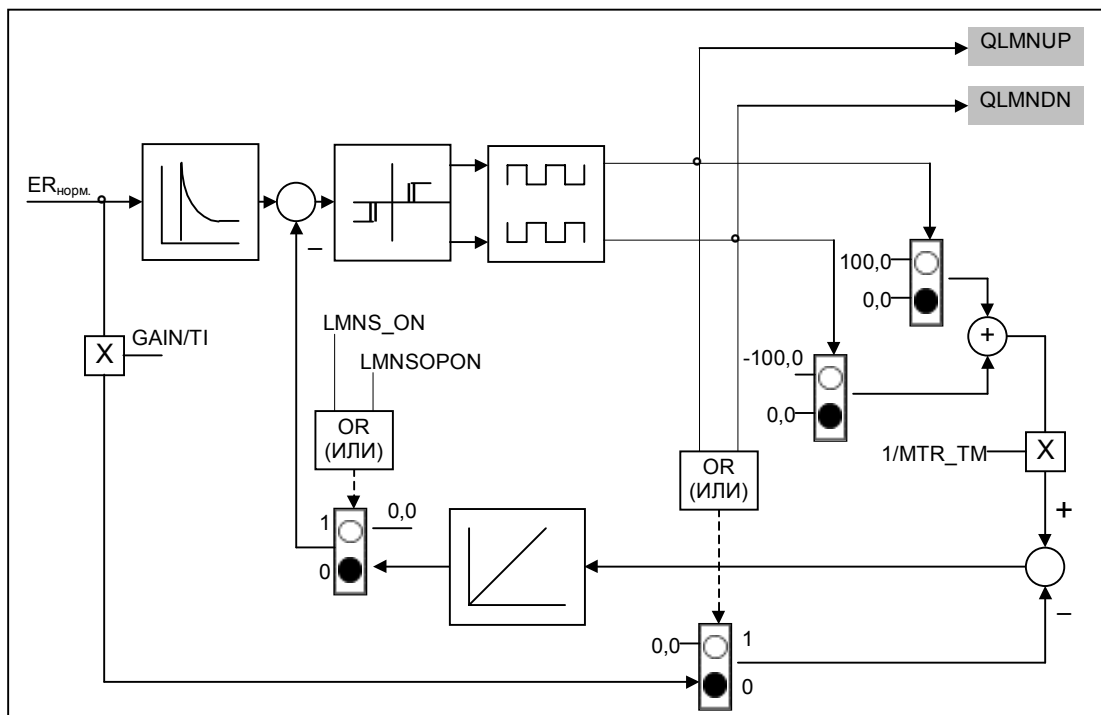 QLMNUP
QLMNDN
ERнорм.
–
100,0
0,0
+
GAIN/TI
X
LMNS_ON
LMNSOPON
-100,0
0,0
OR
(ИЛИ)
OR
(ИЛИ)
1/MTR_TM
X
1
0,0
0
+
–
0,0
1
0